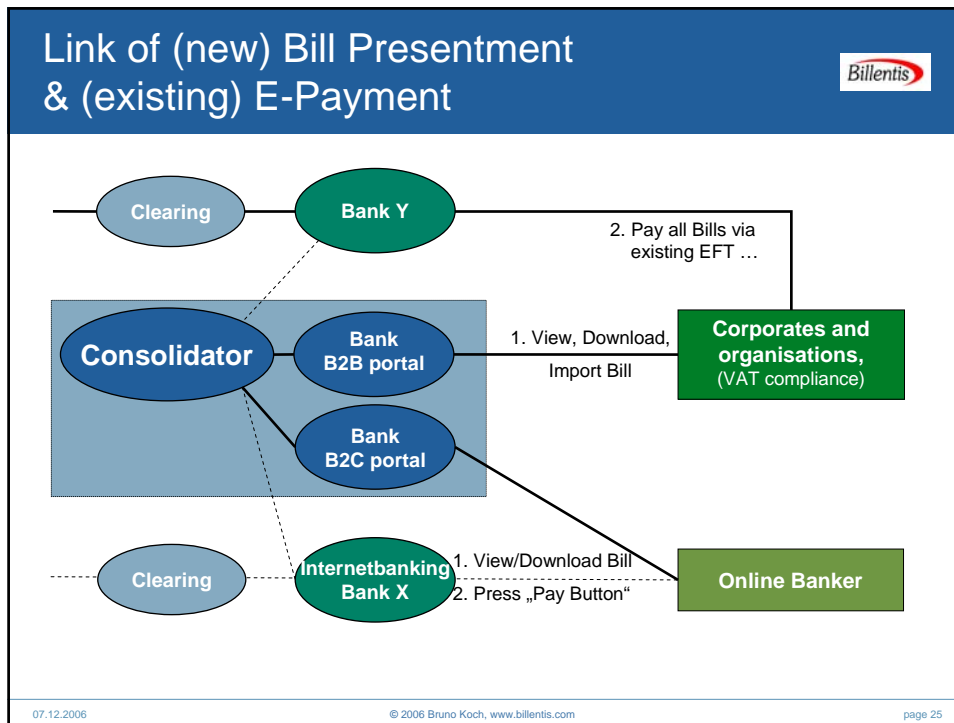 Link of (new) Bill Presentment
& (existing) E-Payment
Billentis
Clearing
Bank Y
2. Pay all Bills via
existing EFT …
Consolidator
Bank
B2B portal
1. View, Download,
Import Bill
Corporates and
organisations,
(VAT compliance)
Bank
B2C portal
Clearing
Internetbanking
Bank X
1. View/Download Bill
2. Press „Pay Button“
Online Banker
07.12.2006
© 2006 Bruno Koch, www.billentis.com
page 25